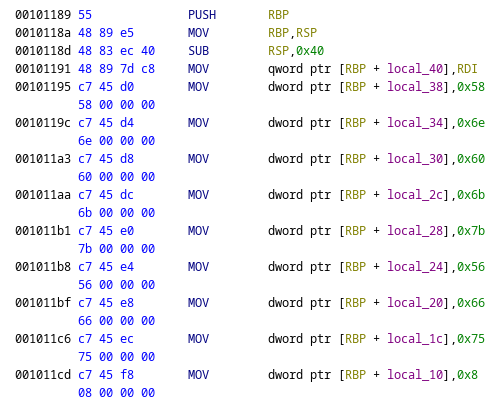 00101189 55 PUSH RBP
0010118a 48 89 e5 MOV RBP,RSP
0010118d 48 83 ec 40 SUB RSP,0x40
00101191 48 89 7d c8 MOV qword ptr [RBP + local_40],RDI
00101195 c7 45 d0 MOV dword ptr [RBP + local_38],0x58
58 00 00 00
0010119c c7 45 d4 MOV dword ptr [RBP + local_34],0x6e
6e 00 00 00
001011a3 c7 45 d8 MOV dword ptr [RBP + local_30],0x60
60 00 00 00
001011aa c7 45 dc MOV dword ptr [RBP + local_2c],0x6b
6b 00 00 00
001011b1 c7 45 e0 MOV dword ptr [RBP + local_28],0x7b
7b 00 00 00
001011b8 c7 45 e4 MOV dword ptr [RBP + local_24],0x56
56 00 00 00
001011bf c7 45 e8 MOV dword ptr [RBP + local_20],0x66
66 00 00 00
001011c6 c7 45 ec MOV dword ptr [RBP + local_1c],0x75
75 00 00 00
001011cd c7 45 f8 MOV dword ptr [RBP + local_10],0x8
08 00 00 00